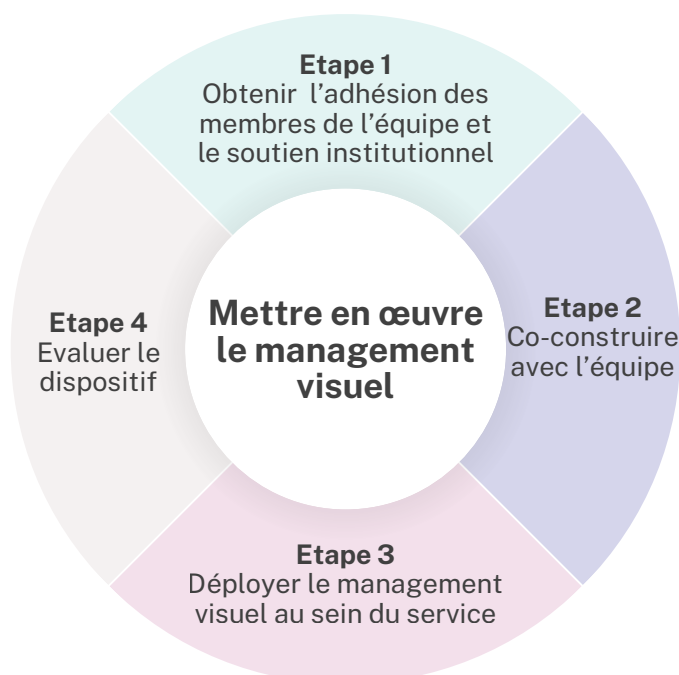 Etape 1
Obtenir l’adhésion des
membres de l’équipe et
le soutien institutionnel
Mettre en œuvre
le management
visuel
Etape 2
Co-construire
avec l’équipe
Etape 3
Déployer le management
visuel au sein du service
Etape 4
Evaluer le
dispositif